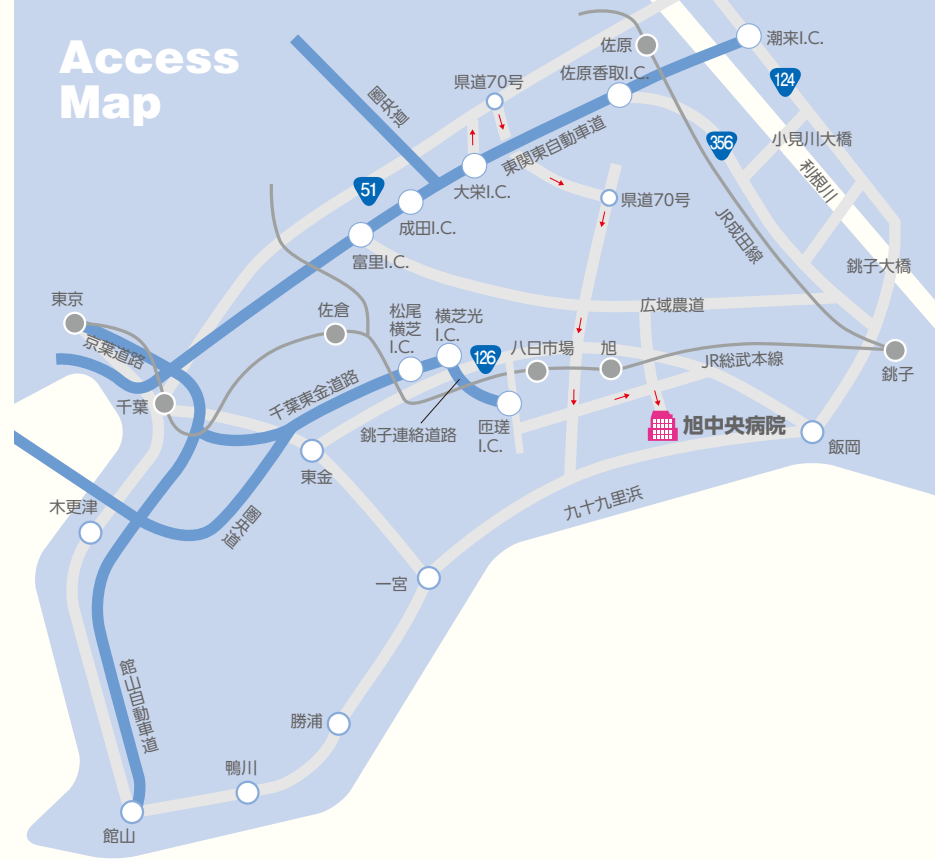 Access
Map
佐原
潮来I.C.
佐原香取I.C.
県道70号
124
圏央道
東関東自動車道
356
小見川大橋
利根川
51
大栄I.C.
県道70号
成田I.C.
JR成田線
富里I.C.
銚子大橋
東京
佐倉
松尾
横芝
I.C.
横芝光
I.C.
広域農道
京葉道路
126
八日市場
旭
JR総武本線
銚子
千葉
千葉東金道路
銚子連絡道路
匝瑳
I.C.
旭中央病院
飯岡
東金
木更津
圏央道
九十九里浜
一宮
館山自動車道
勝浦
鴨川
館山